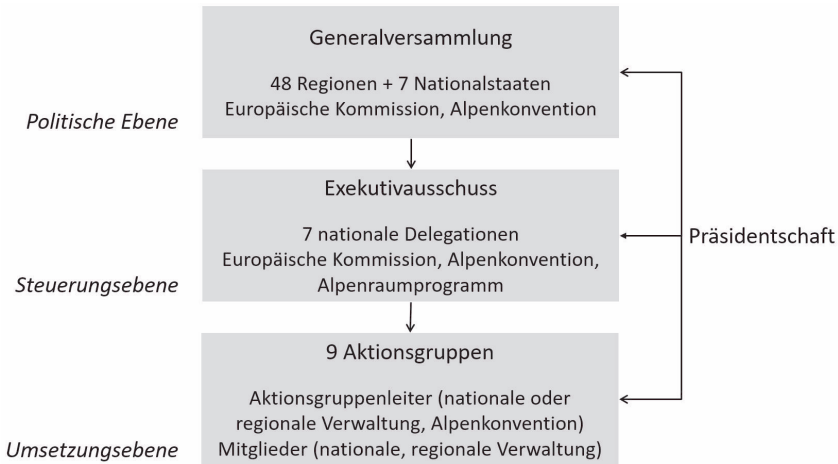 Generalversammlung
48 Regionen + 7 Nationalstaaten
Europäische Kommission, Alpenkonvention
Politische Ebene
Exekutivausschuss
7 nationale Delegationen
Europäische Kommission, Alpenkonvention,
Alpenraumprogramm
Präsidentschaft
Steuerungsebene
9 Aktionsgruppen
Aktionsgruppenleiter (nationale oder
regionale Verwaltung, Alpenkonvention)
Mitglieder (nationale, regionale Verwaltung)
Umsetzungsebene